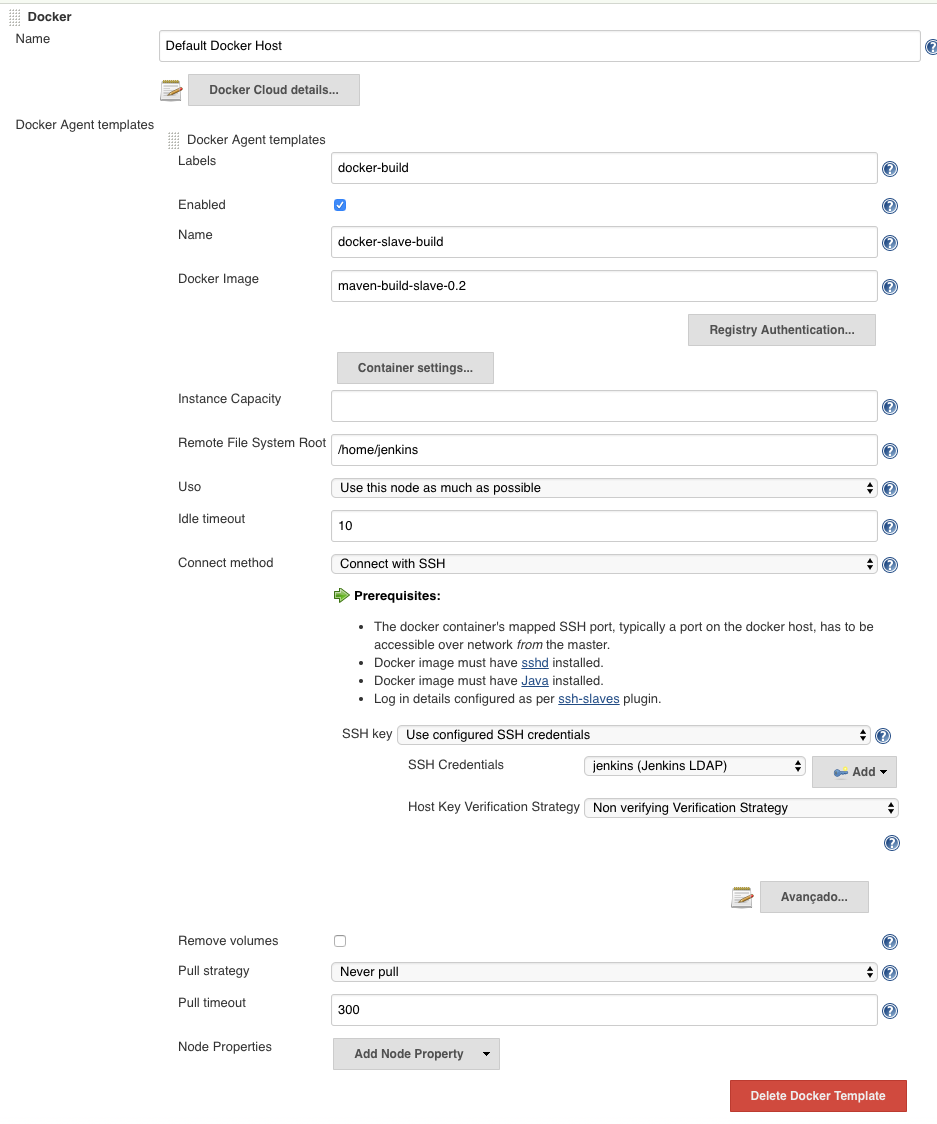 Docker
Name
Default Docker Host
Docker Cloud details...
Docker Agent templates
Docker Agent templates
Labels
docker-build
Enabled
Name
docker-slave-build
Docker Image
maven-build-slave-0.2
Registry Authentication...
Container settings...
Instance Capacity
Remote File System Root
/home/jenkins
Uso
Use this node as much as possible
Idle timeout
10
Connect method
Connect with SSH
Prerequisites:
• The docker container's mapped SSH port, typically a port on the docker host, has to be
accessible over network from the master.
• Docker image must have sshd installed.
• Docker image must have Java installed.
• Log in details configured as per ssh-slaves plugin.
SSH key
Use configured SSH credentials
SSH Credentials
jenkins (Jenkins LDAP)
Add
Host Key Verification Strategy
Non verifying Verification Strategy
Avançado...
Remove volumes
Pull strategy
Never pull
Pull timeout
300
Node Properties
Add Node Property
Delete Docker Template